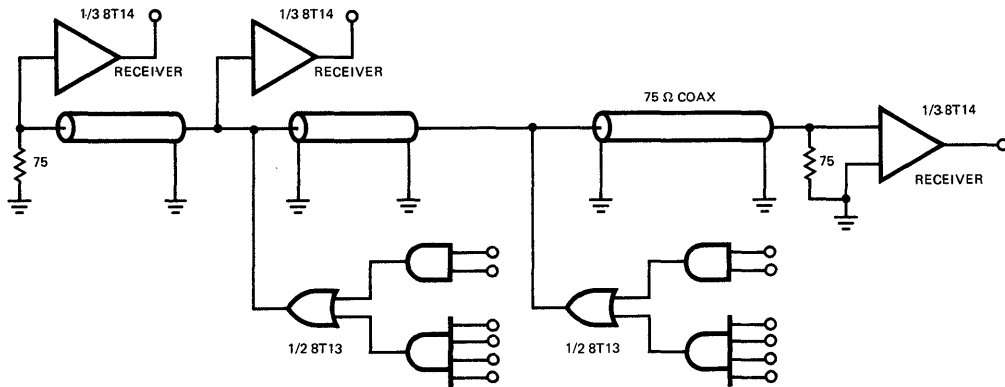 1/3 8T14
1/3 8T14
RECEIVER
RECEIVER
75 Ω COAX
1/3 8T14
75
75
RECEIVER
1/2 8T13
1/2 8T13